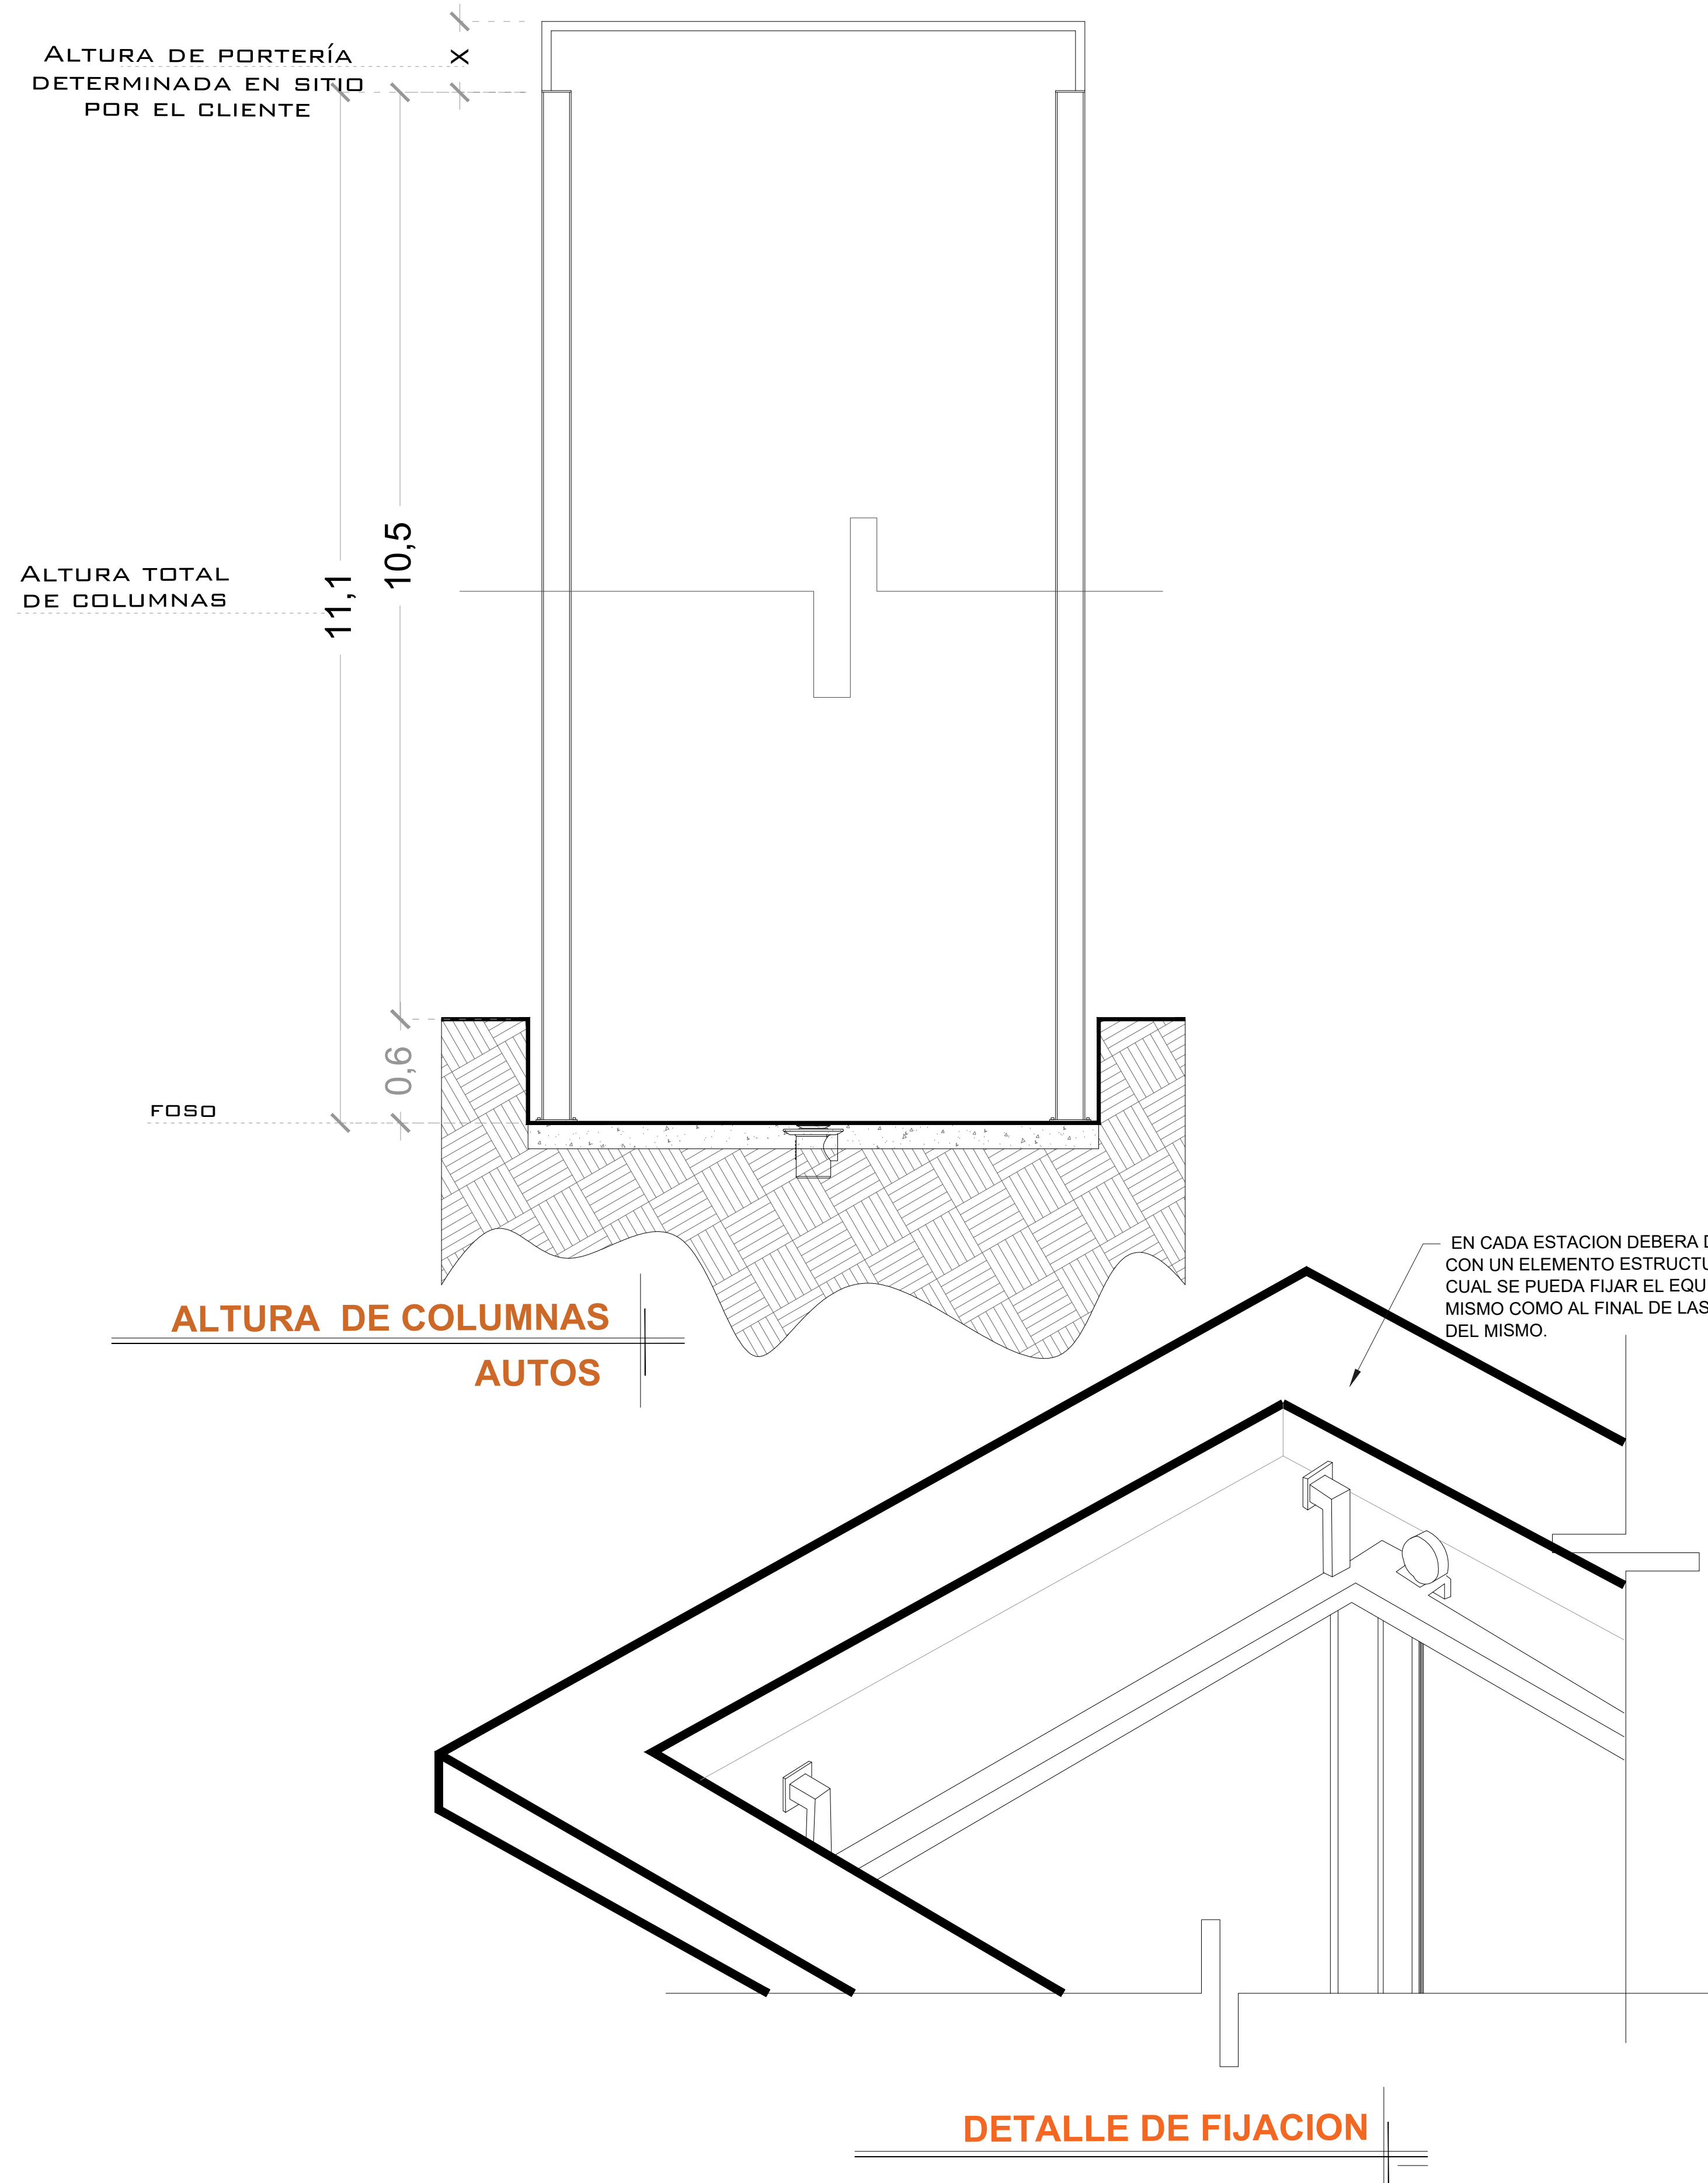 ALTURA DE PORTERÍA
DETERMINADA EN SITIO
POR EL CLIENTE
X
ALTURA TOTAL
DE COLUMNAS
11,1
10,5
0,6
FOSO
ALTURA DE COLUMNAS
AUTOS
EN CADA ESTACION DEBERA
CON UN ELEMENTO
CUAL SE PUEDA FIJAR EL
MISMO COMO AL FINAL DE LAS
DEL MISMO.
DETALLE DE FIJACION